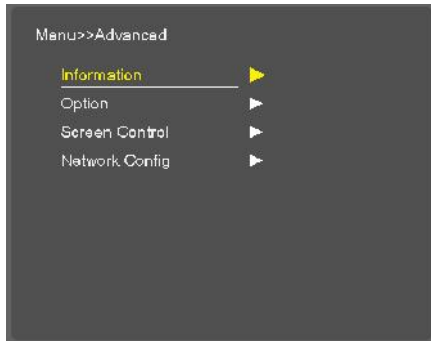 Menu>>Advanced
Information
Option
Screen Control
Network Config